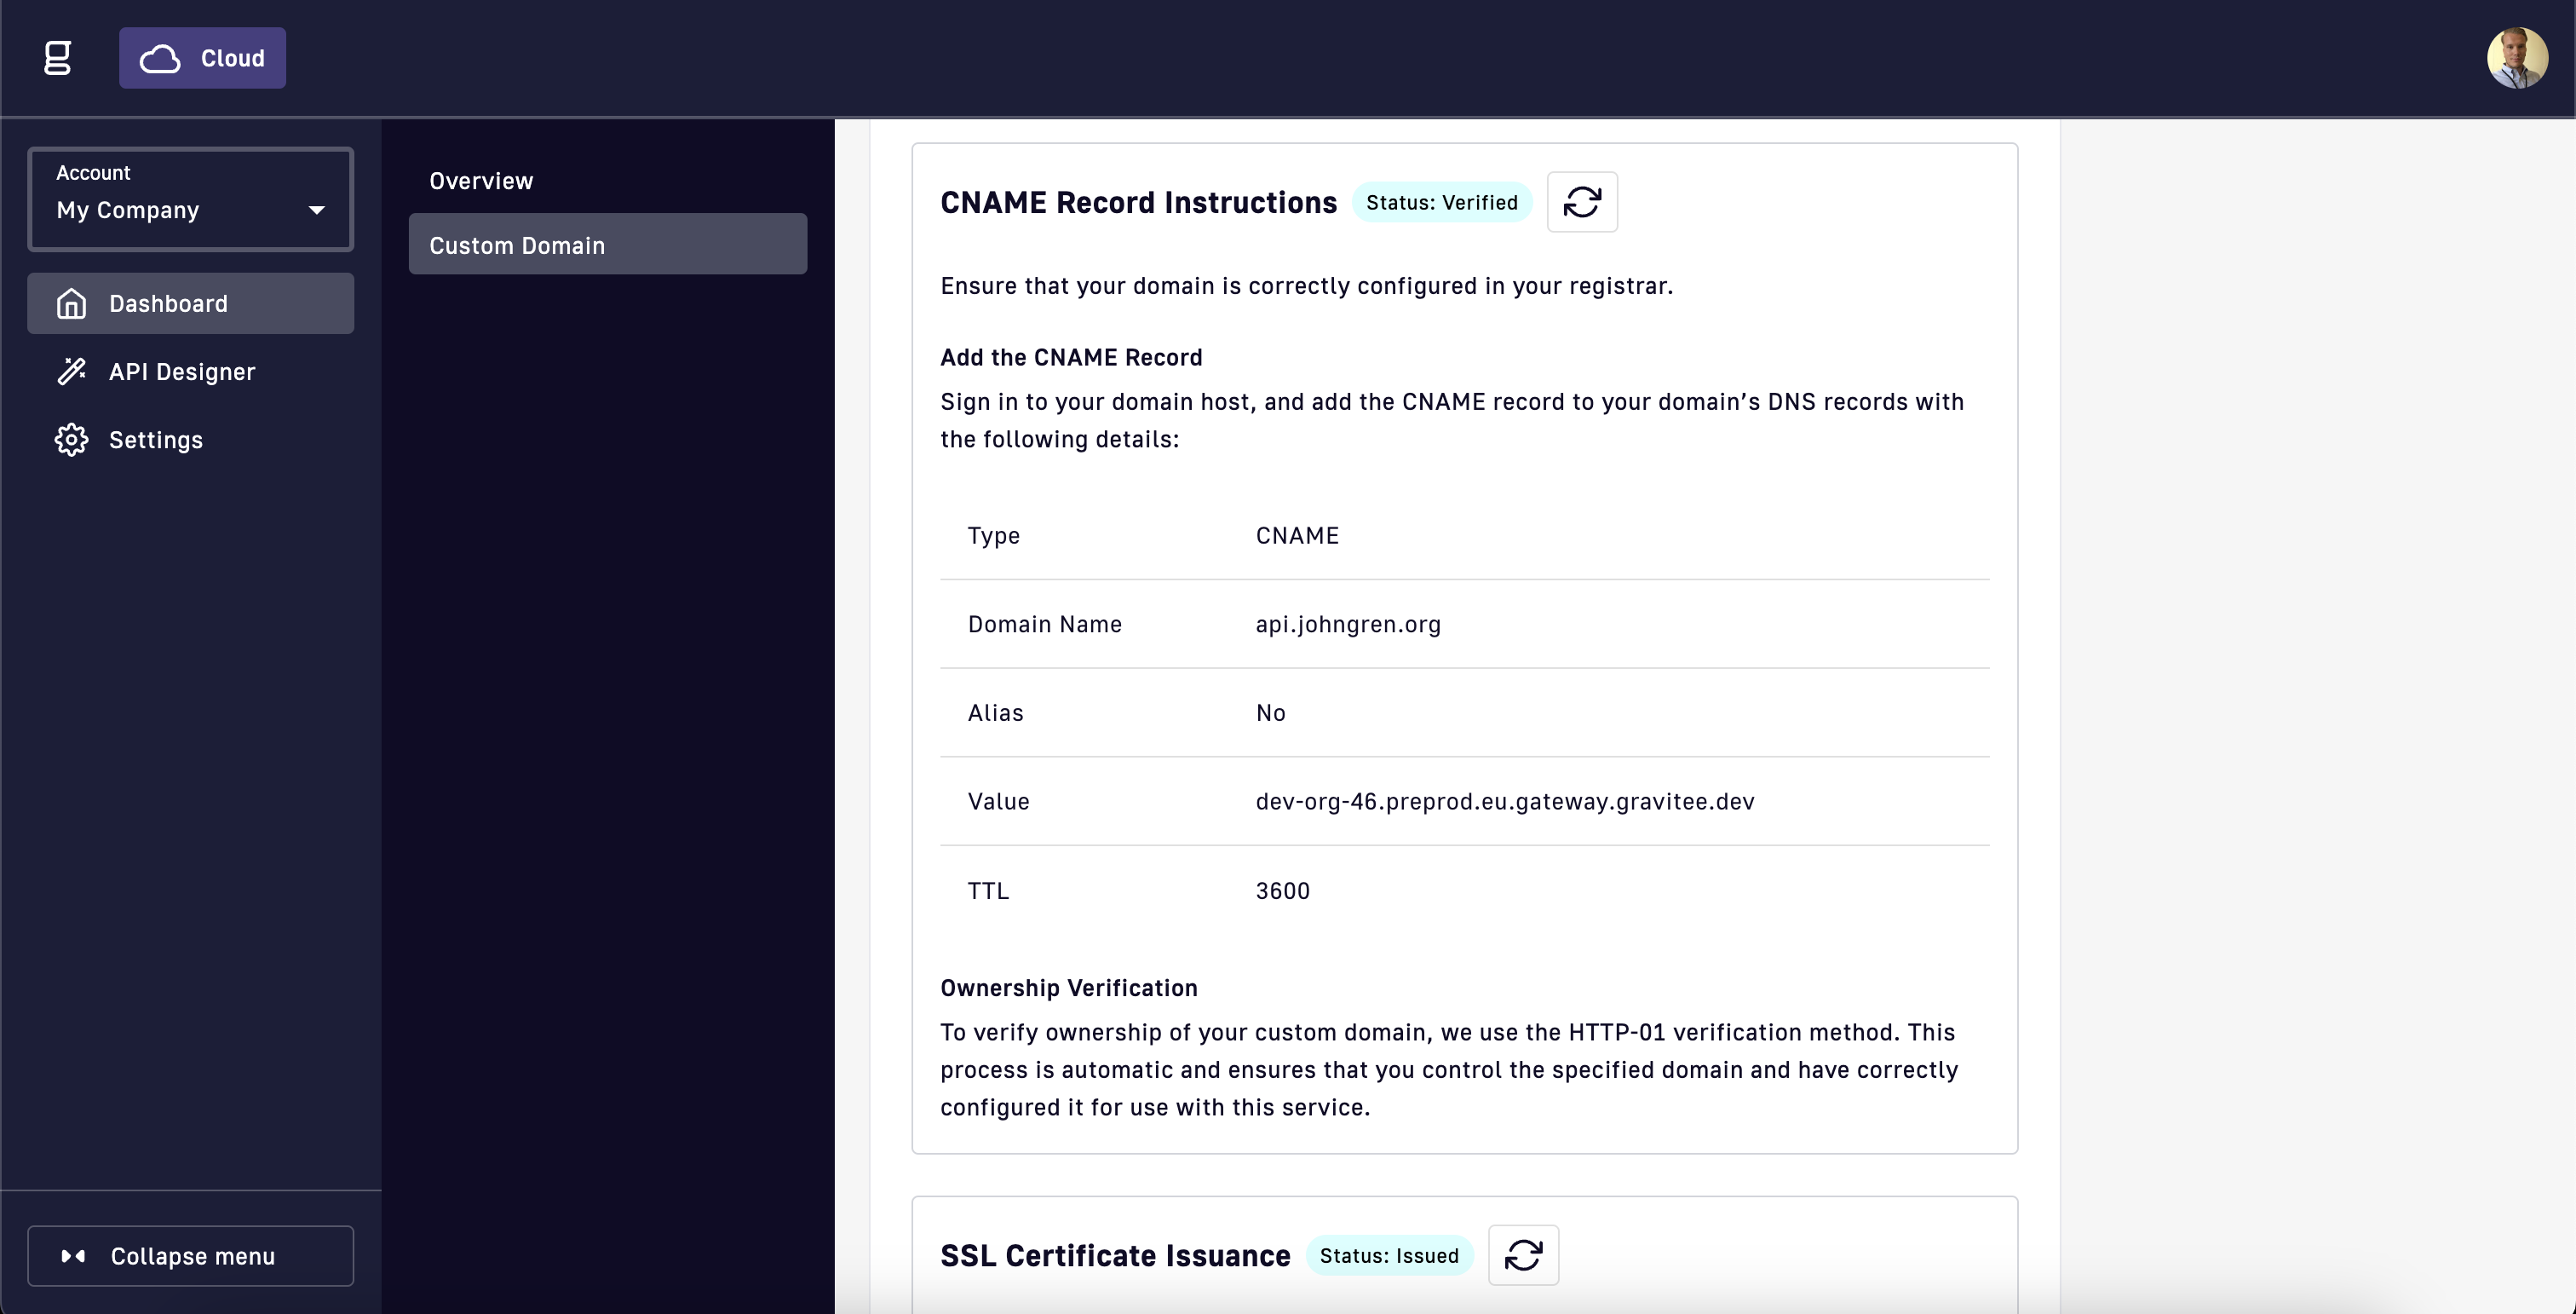 g
Cloud
Account
My Company
Dashboard
API Designer
Settings
Collapse menu
Overview
Custom Domain
CNAME Record Instructions
Status: Verified
Ensure that your domain is correctly configured in your registrar.
Add the CNAME Record
Sign in to your domain host, and add the CNAME record to your domain’s DNS records with
the following details:
Type CNAME
Domain Name api.johngren.org
Alias No
Value dev-org-46.preprod.eu.gateway.gravitee.dev
TTL 3600
Ownership Verification
To verify ownership of your custom domain, we use the HTTP-01 verification method. This
process is automatic and ensures that you control the specified domain and have correctly
configured it for use with this service.
SSL Certificate Issuance
Status: Issued